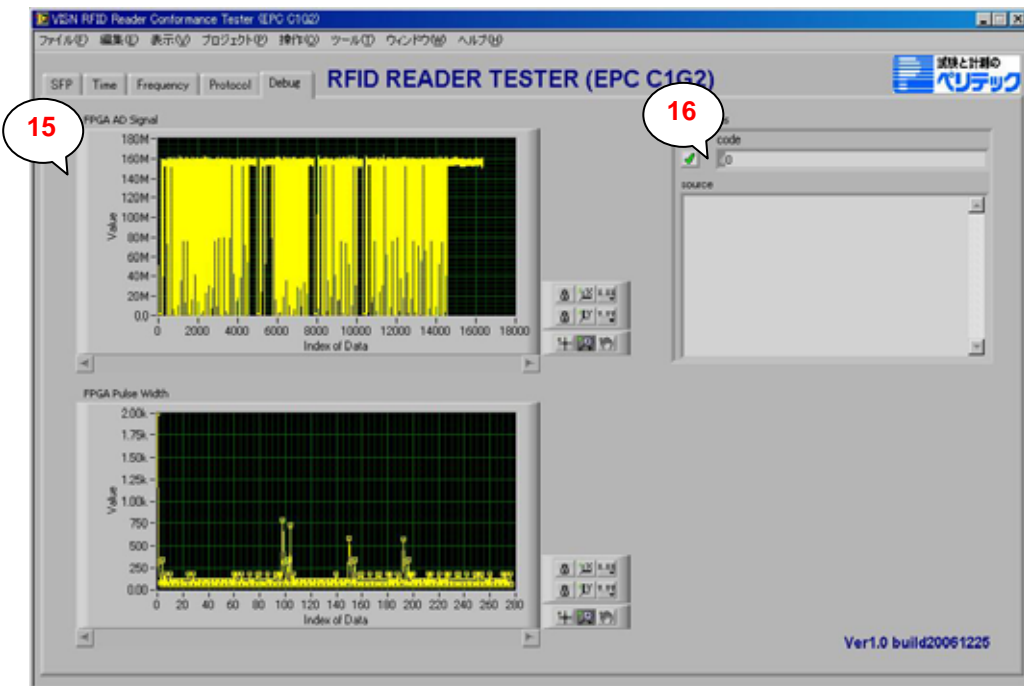 VISN RFID Reader Conformance Tester (EPC C1G2)
ファイル(F) 編集(E) 表示(V) プロジェクト(P) 操作(O) ツール(T) ウィンドウ(W) ヘルプ(H)
SFP Time Frequency Protocol Debug
RFID READER TESTER (EPC C1G2)
試験と計測の
ペリテック
15
16
FPGA AD Signal
180M
160M
140M
120M
100M
80M
60M
40M
20M
0.0
Value
0 2000 4000 6000 8000 10000 12000 14000 16000 18000
Index of Data
code
0
source
FPGA Pulse Width
2.00k
1.75k
1.50k
1.25k
1.00k
750
500
250
0.00
Value
0 20 40 60 80 100 120 140 160 180 200 220 240 260 280
Index of Data
Ver1.0 build20061225